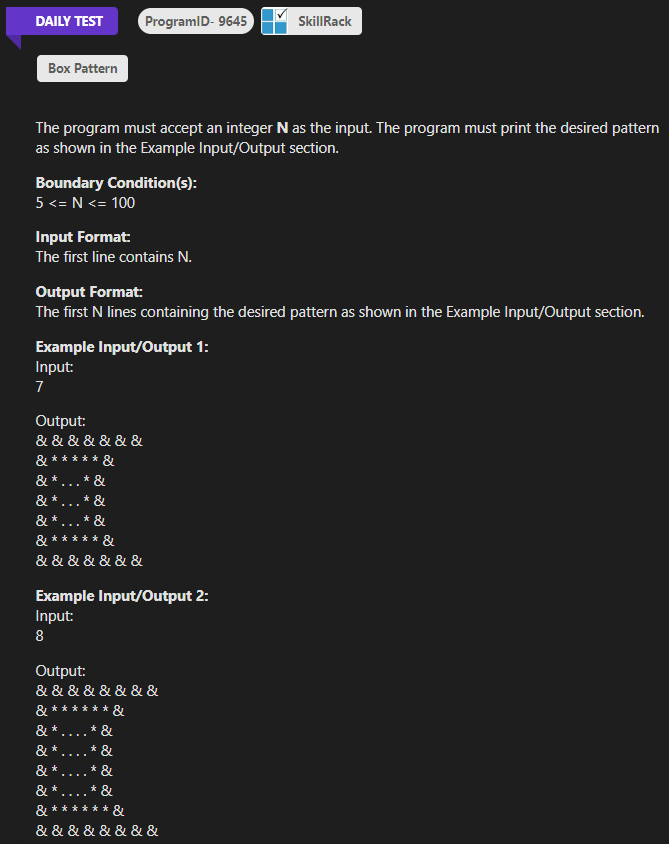 DAILY TEST
ProgramID- 9645
SkillRack
Box Pattern
The program must accept an integer N as the input. The program must print the desired pattern
as shown in the Example Input/Output section.
Boundary Condition(s):
5 <= N <= 100
Input Format:
The first line contains N.
Output Format:
The first N lines containing the desired pattern as shown in the Example Input/Output section.
Example Input/Output 1:
Input:
7
Output:
& & & & & & &
& * * * * * &
& * . . . * &
& * . . . * &
& * . . . * &
& * * * * * &
& & & & & & &
Example Input/Output 2:
Input:
8
Output:
& & & & & & & &
& * * * * * * &
& * . . . . * &
& * . . . . * &
& * . . . . * &
& * . . . . * &
& * * * * * * &
& & & & & & & &